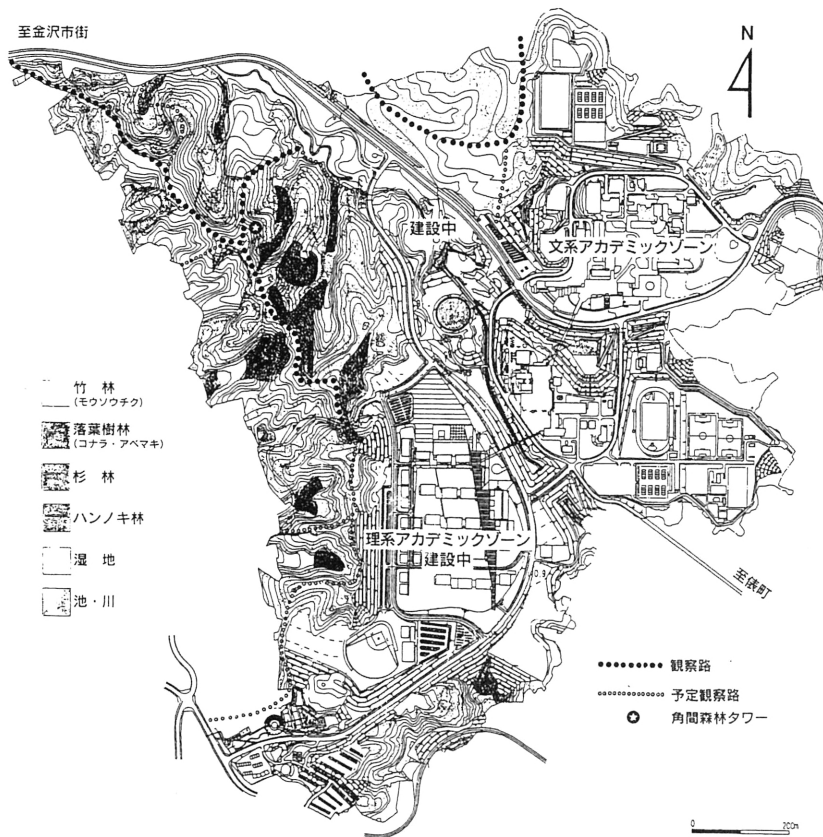 至金沢市街
N
建設中
文系アカデミックゾーン
竹 林
(モウソウチク)
落葉樹林
(コナラ・アベマキ)
杉 林
ハンノキ林
湿 地
池・川
理系アカデミックゾーン
建設中
至俵町
観察路
予定観察路
角間森林タワー
0 200m